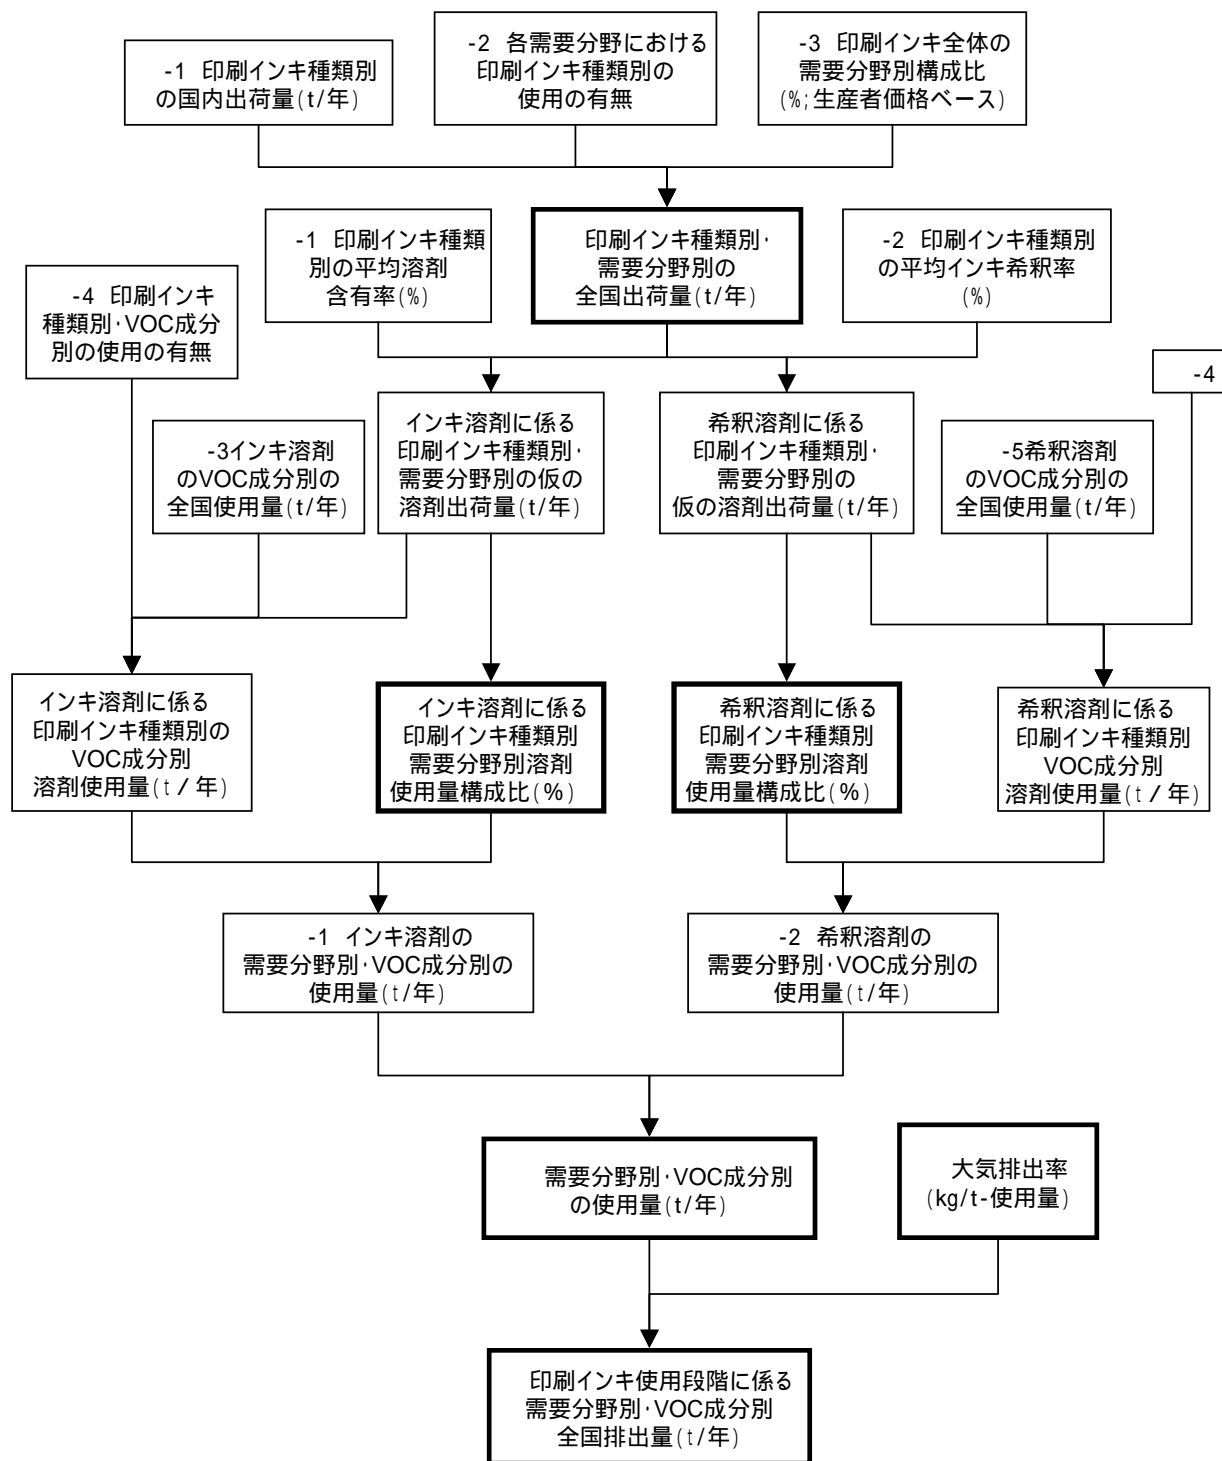 -1 印刷インキ種類別
の国内出荷量(t/年)
-2 各需要分野における
印刷インキ種類別の
使用の有無
-3 印刷インキ全体の
需要分野別構成比
(%;生産者価格ベース)
-1 印刷インキ種類
別の平均溶剤
含有率(%)
印刷インキ種類別・
需要分野別の
全国出荷量(t/年)
-2 印刷インキ種類別
の平均インキ希釈率
(%)
-4 印刷インキ
種類別・VOC成分
別の使用の有無
-4
-3インキ溶剤
のVOC成分別の
全国使用量(t/年)
インキ溶剤に係る
印刷インキ種類別・
需要分野別の仮の
溶剤出荷量(t/年)
希釈溶剤に係る
印刷インキ種類別・
需要分野別の
仮の溶剤出荷量(t/年)
-5希釈溶剤
のVOC成分別の
全国使用量(t/年)
インキ溶剤に係る
印刷インキ種類別の
VOC成分別
溶剤使用量(t/年)
インキ溶剤に係る
印刷インキ種類別
需要分野別溶剤
使用量構成比(%)
希釈溶剤に係る
印刷インキ種類別
需要分野別溶剤
使用量構成比(%)
希釈溶剤に係る
印刷インキ種類別
VOC成分別
溶剤使用量(t/年)
-1 インキ溶剤の
需要分野別・VOC成分別の
使用量(t/年)
-2 希釈溶剤の
需要分野別・VOC成分別の
使用量(t/年)
需要分野別・VOC成分別
の使用量(t/年)
大気排出率
(kg/t-使用量)
印刷インキ使用段階に係る
需要分野別・VOC成分別
全国排出量(t/年)